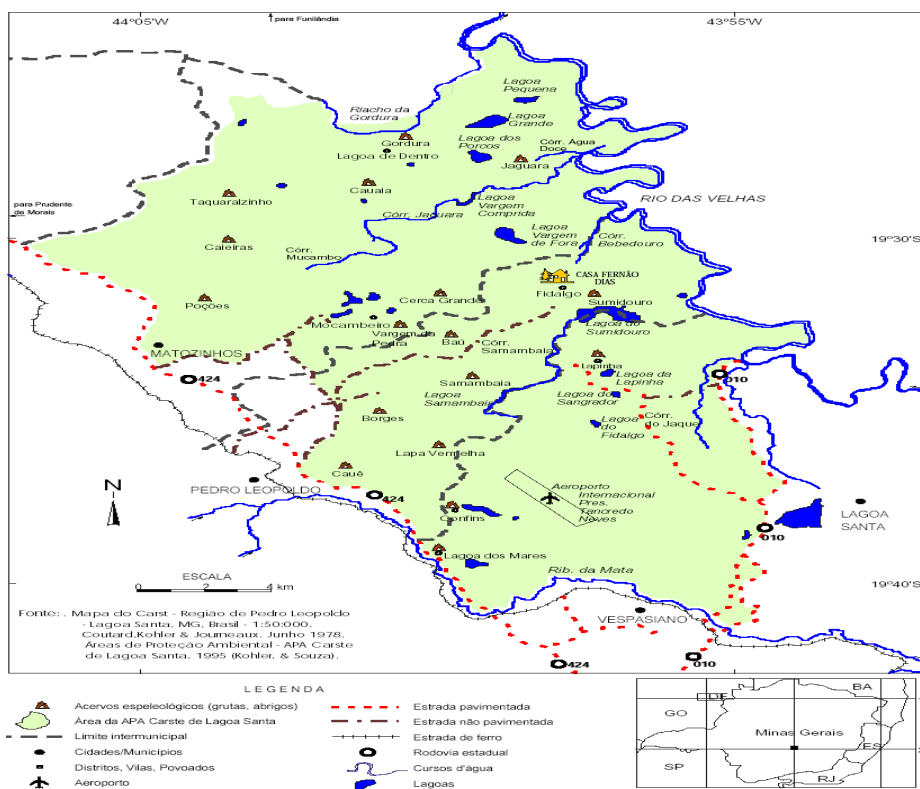 44º05'
para Funilândia
43º55'
Lagoa
Pequena
Riacho da
Gordura
Lagoa
Grande
Gordura
Lagoa dos
Porcos
Córr. Agua
Doce
Lagoa de Dentro
Jaguara
Cauaia
Taquaralzinho
Lagoa
Vargem
Comprida
RIO DAS VELHAS
para Prudente
de Morais
Córr. Jaguara
Lagoa
Vargem
de Fora
Córr.
Bebedouro
19º30'S
Caieiras
Córr.
Mucambo
CASA FERNÃO
DIAS
Poções
Cerca Grande
Fidalgo
Sumidouro
Mocambeiro
Vargem da
Pedra
Baú
Lagoa do
Sumidouro
Córr.
Samambaia
MATOZINHOS
Lapinha
424
Samambaia
Lagoa da
Lapinha
010
Lagoa
Samambaia
Lagoa do
Sangrador
Borges
Lagoa
do
Fidalgo
Córr.
do Jaque
Lapa Vermelha
Cauê
N
PEDRO LEOPOLDO
424
Aeroporto
Internacional
Pres.
Tancredo
Neves
Confins
LAGOA
SANTA
010
Lagoa dos Mares
Rib. da Mata
ESCALA
0 2 4 km
19º40'S
Fonte: . Mapa do Carst - Região de Pedro Leopoldo
- Lagoa Santa, MG, Brasil - 1:50:000.
Coutard,Kohler & Journeaux. Junho 1978.
Áreas de Proteção Ambiental - APA Carste
de Lagoa Santa. 1995 (Kohler, & Souza).
VESPASIANO
424
010
LEGENDA
Acervos espeleológicos (grutas, abrigos)
Área da APA Carste de Lagoa Santa
Limite intermunicipal
Cidades/Municípios
Distritos, Vilas, Povoados
Aeroporto
Estrada pavimentada
Estrada não pavimentada
Estrada de ferro
Rodovia estadual
Cursos d'água
Lagoas
BA
DF
GO
Minas Gerais
ES
SP
RJ